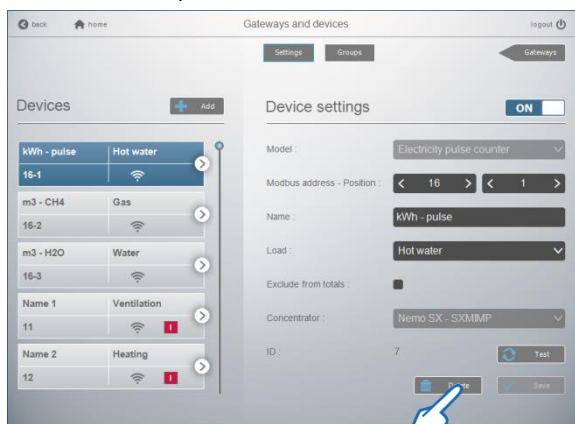 back home Gateways and devices logout
Settings Groups Gateways
Devices Add Device settings ON
kWh - pulse Hot water
16-1
m3 - CH4 Gas
16-2
m3 - H2O Water
16-3
Name 1 Ventilation
11 I
Name 2 Heating
12 I
Model : Electricity pulse counter
Modbus address - Position : < 16 > < 1 >
Name : kWh - pulse
Load : Hot water
Exclude from totals :
Concentrator : Nemo SX - SXMIMP
ID : 7 Test
Delete Save